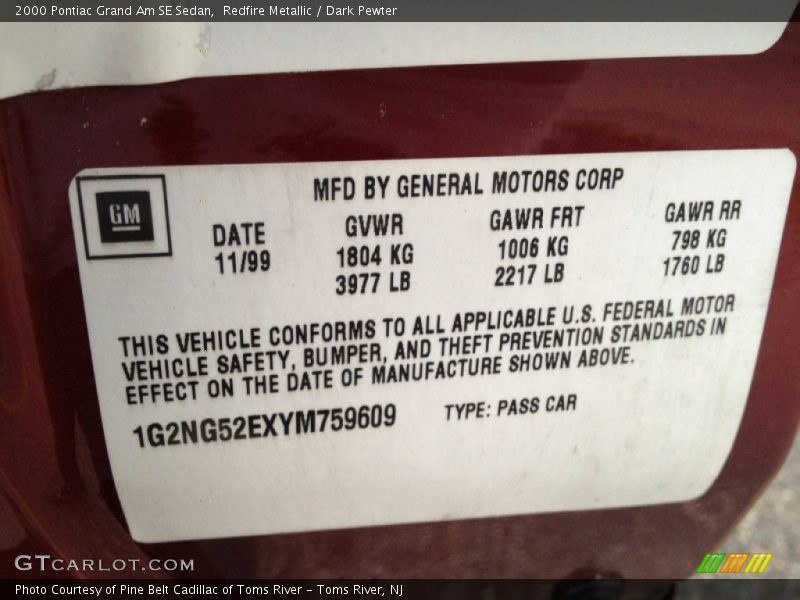 2000 Pontiac Grand Am SE Sedan, Redfire Metallic / Dark Pewter
GM
MFD BY GENERAL MOTORS CORP
DATE GVWR GAWR FRT GAWR RR
11/99 1804 KG 1006 KG 798 KG
3977 LB 2217 LB 1760 LB
THIS VEHICLE CONFORMS TO ALL APPLICABLE U.S. FEDERAL MOTOR
VEHICLE SAFETY, BUMPER, AND THEFT PREVENTION STANDARDS IN
EFFECT ON THE DATE OF MANUFACTURE SHOWN ABOVE.
1G2NG52EXYM759609 TYPE: PASS CAR
GTCARLOT.COM
Photo Courtesy of Pine Belt Cadillac of Toms River – Toms River, NJ